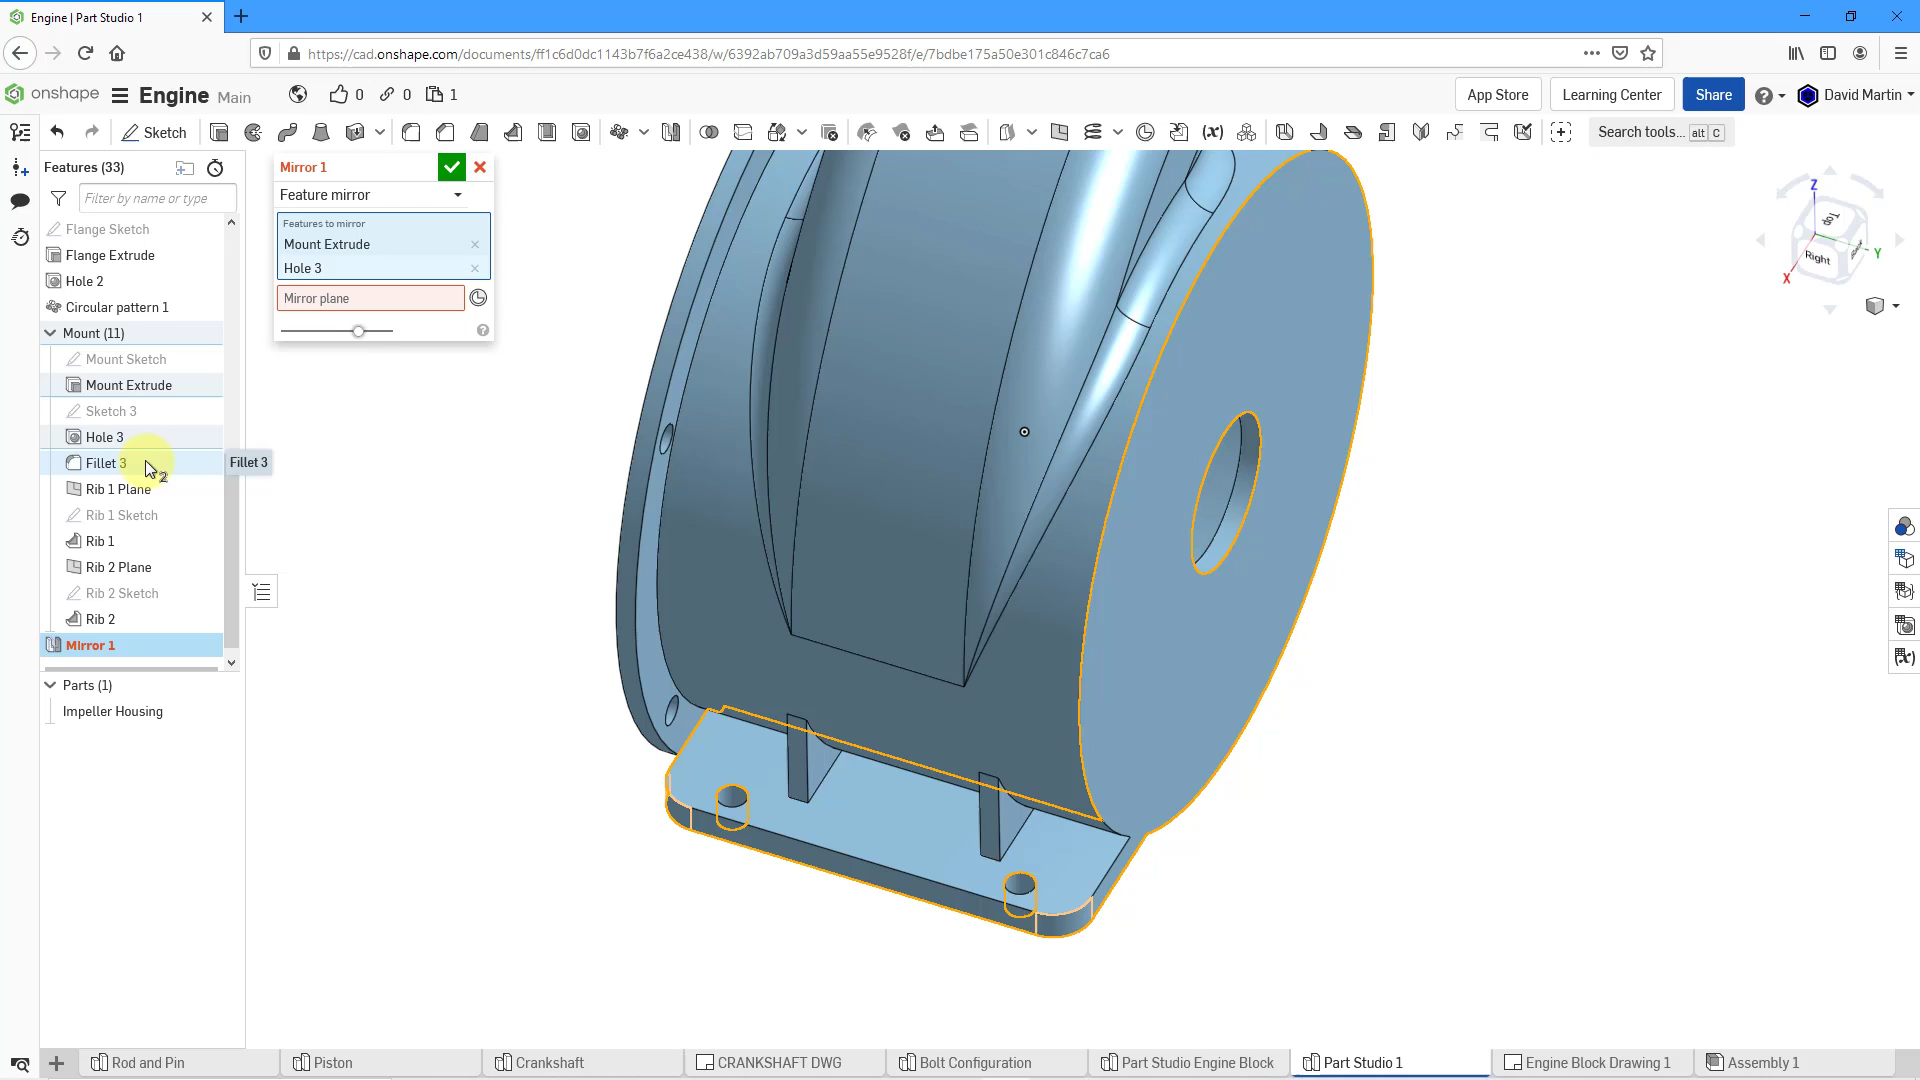 Engine | Part Studio 1
https://cad.onshape.com/documents/ff1c6d0dc1143b7f6a2ce438/w/6392ab709a3d59aa55e9528f/e/7bdbe175a50e301c846c7ca6
onshape
Engine Main
0
0
1
App Store
Learning Center
Share
David Martin
Sketch
Search tools... alt C
Features (33)
Filter by name or type
Flange Sketch
Flange Extrude
Hole 2
Circular pattern 1
Mount (11)
Mount Sketch
Mount Extrude
Sketch 3
Hole 3
Fillet 3
Rib 1 Plane
Rib 1 Sketch
Rib 1
Rib 2 Plane
Rib 2 Sketch
Rib 2
Mirror 1
Parts (1)
Impeller Housing
Mirror 1
Feature mirror
Features to mirror
Mount Extrude
Hole 3
Mirror plane
Fillet 3
2
Z
Top
Right
Y
X
Rod and Pin
Piston
Crankshaft
CRANKSHAFT DWG
Bolt Configuration
Part Studio Engine Block
Part Studio 1
Engine Block Drawing 1
Assembly 1